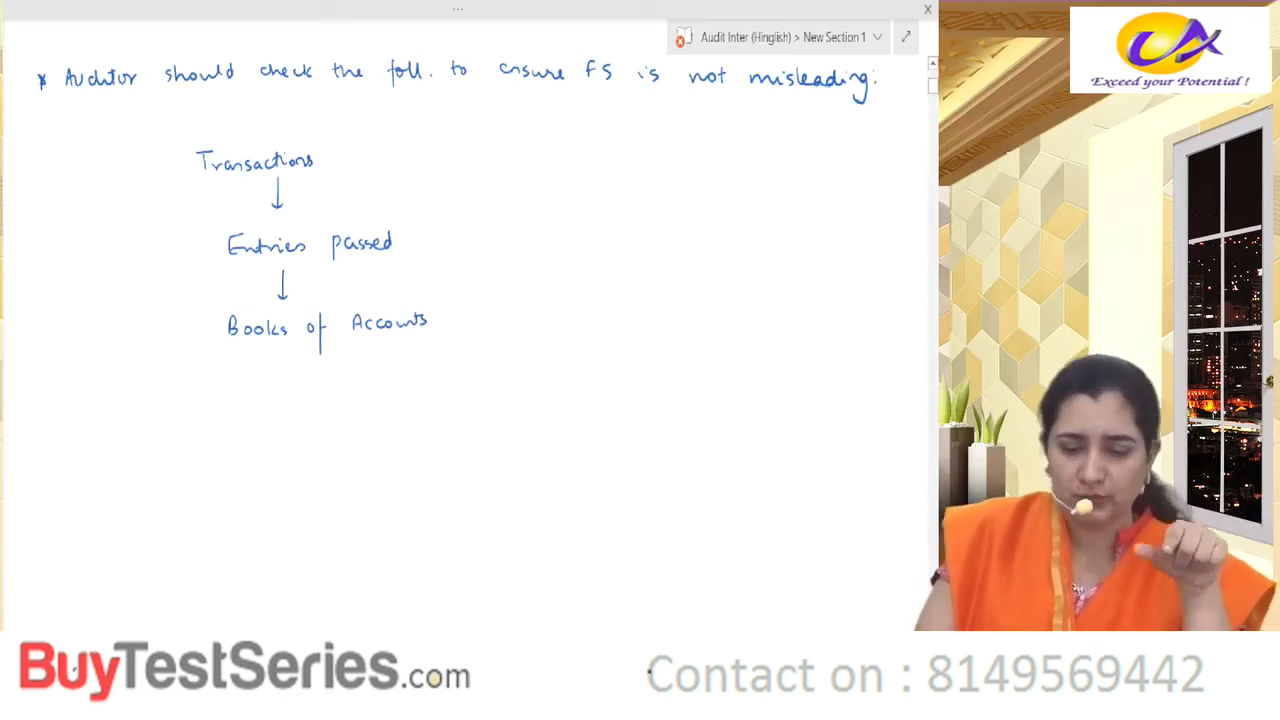 ...
x
Audit Inter (Hinglish) > New Section 1
Exceed your Potential !
* Auditor should check the foll. to ensure FS is not misleading:
Transactions
↓
Entries passed
↓
Books of Accounts
BuyTestSeries.com
Contact on : 8149569442